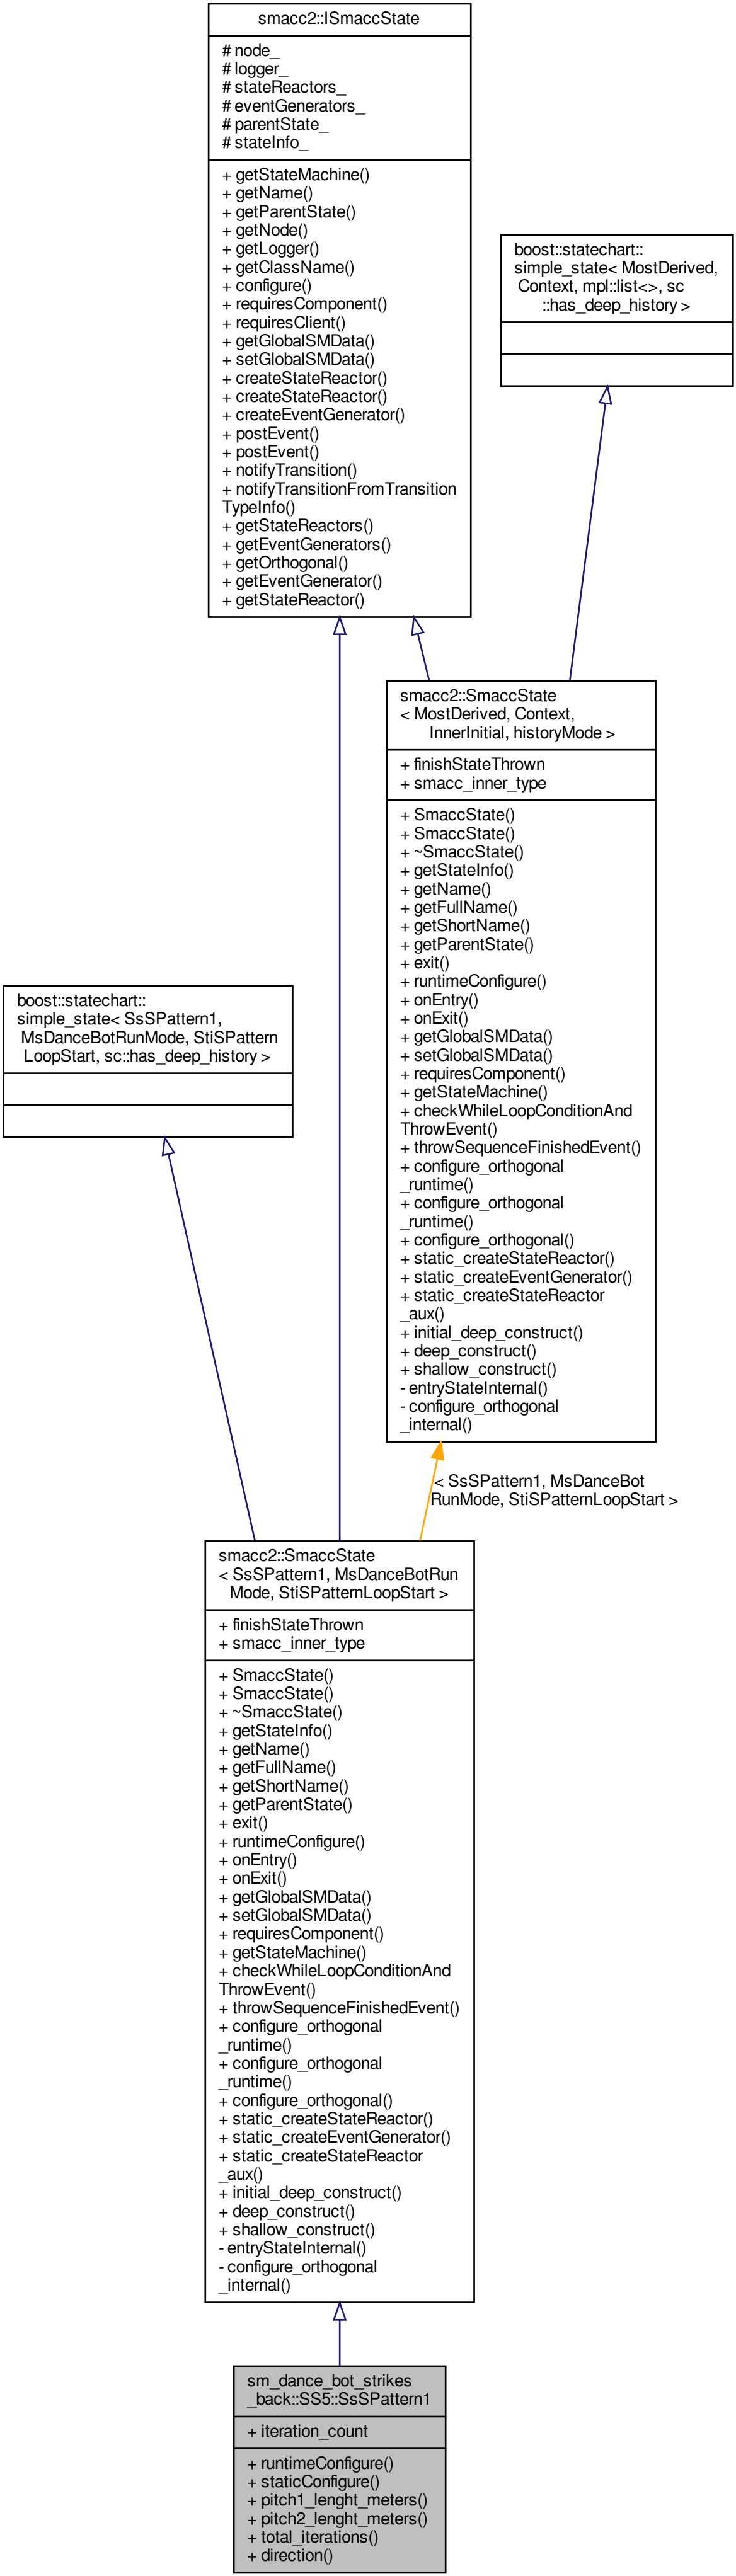 smacc2::ISmaccState
# node_
# logger_
# stateReactors_
# eventGenerators_
# parentState_
# stateInfo_
+ getStateMachine()
+ getName()
+ getParentState()
+ getNode()
+ getLogger()
+ getClassName()
+ configure()
+ requiresComponent()
+ requiresClient()
+ getGlobalSMData()
+ setGlobalSMData()
+ createStateReactor()
+ createStateReactor()
+ createEventGenerator()
+ postEvent()
+ postEvent()
+ notifyTransition()
+ notifyTransitionFromTransition
TypeInfo()
+ getStateReactors()
+ getEventGenerators()
+ getOrthogonal()
+ getEventGenerator()
+ getStateReactor()
boost::statechart::
simple_state< MostDerived,
Context, mpl::list<>, sc
::has_deep_history >
smacc2::SmaccState
< MostDerived, Context,
InnerInitial, historyMode >
+ finishStateThrown
+ smacc_inner_type
+ SmaccState()
+ SmaccState()
+ ~SmaccState()
+ getStateInfo()
+ getName()
+ getFullName()
+ getShortName()
+ getParentState()
+ exit()
+ runtimeConfigure()
+ onEntry()
+ onExit()
+ getGlobalSMData()
+ setGlobalSMData()
+ requiresComponent()
+ getStateMachine()
+ checkWhileLoopConditionAnd
ThrowEvent()
+ throwSequenceFinishedEvent()
+ configure_orthogonal
_runtime()
+ configure_orthogonal
_runtime()
+ configure_orthogonal()
+ static_createStateReactor()
+ static_createEventGenerator()
+ static_createStateReactor
_aux()
+ initial_deep_construct()
+ deep_construct()
+ shallow_construct()
- entryStateInternal()
- configure_orthogonal
_internal()
boost::statechart::
simple_state< SsSPattern1,
MsDanceBotRunMode, StiSPattern
LoopStart, sc::has_deep_history >
< SsSPattern1, MsDanceBot
RunMode, StiSPatternLoopStart >
smacc2::SmaccState
< SsSPattern1, MsDanceBotRun
Mode, StiSPatternLoopStart >
+ finishStateThrown
+ smacc_inner_type
+ SmaccState()
+ SmaccState()
+ ~SmaccState()
+ getStateInfo()
+ getName()
+ getFullName()
+ getShortName()
+ getParentState()
+ exit()
+ runtimeConfigure()
+ onEntry()
+ onExit()
+ getGlobalSMData()
+ setGlobalSMData()
+ requiresComponent()
+ getStateMachine()
+ checkWhileLoopConditionAnd
ThrowEvent()
+ throwSequenceFinishedEvent()
+ configure_orthogonal
_runtime()
+ configure_orthogonal
_runtime()
+ configure_orthogonal()
+ static_createStateReactor()
+ static_createEventGenerator()
+ static_createStateReactor
_aux()
+ initial_deep_construct()
+ deep_construct()
+ shallow_construct()
- entryStateInternal()
- configure_orthogonal
_internal()
sm_dance_bot_strikes
_back::SS5::SsSPattern1
+ iteration_count
+ runtimeConfigure()
+ staticConfigure()
+ pitch1_lenght_meters()
+ pitch2_lenght_meters()
+ total_iterations()
+ direction()